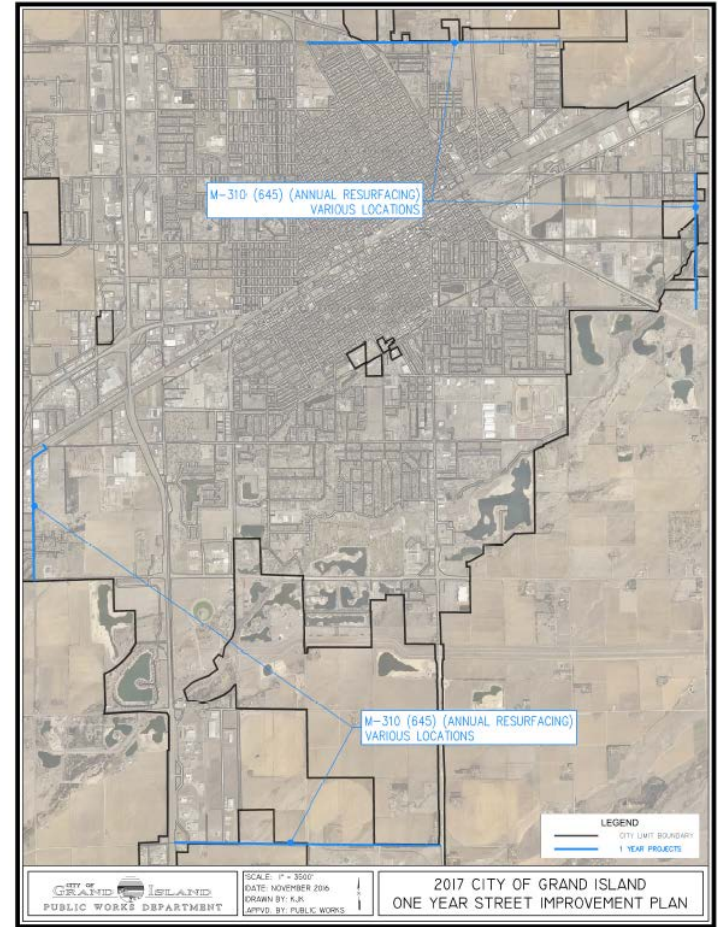 M-310 (645) (ANNUAL RESURFACING)
VARIOUS LOCATIONS
M-310 (645) (ANNUAL RESURFACING)
VARIOUS LOCATIONS
LEGEND
CITY LIMIT BOUNDARY
1 YEAR PROJECTS
CITY OF
GRAND ISLAND
PUBLIC WORKS DEPARTMENT
SCALE: 1" = 3500'
DATE: NOVEMBER 2016
DRAWN BY: KJK
APPVD. BY: PUBLIC WORKS
2017 CITY OF GRAND ISLAND
ONE YEAR STREET IMPROVEMENT PLAN